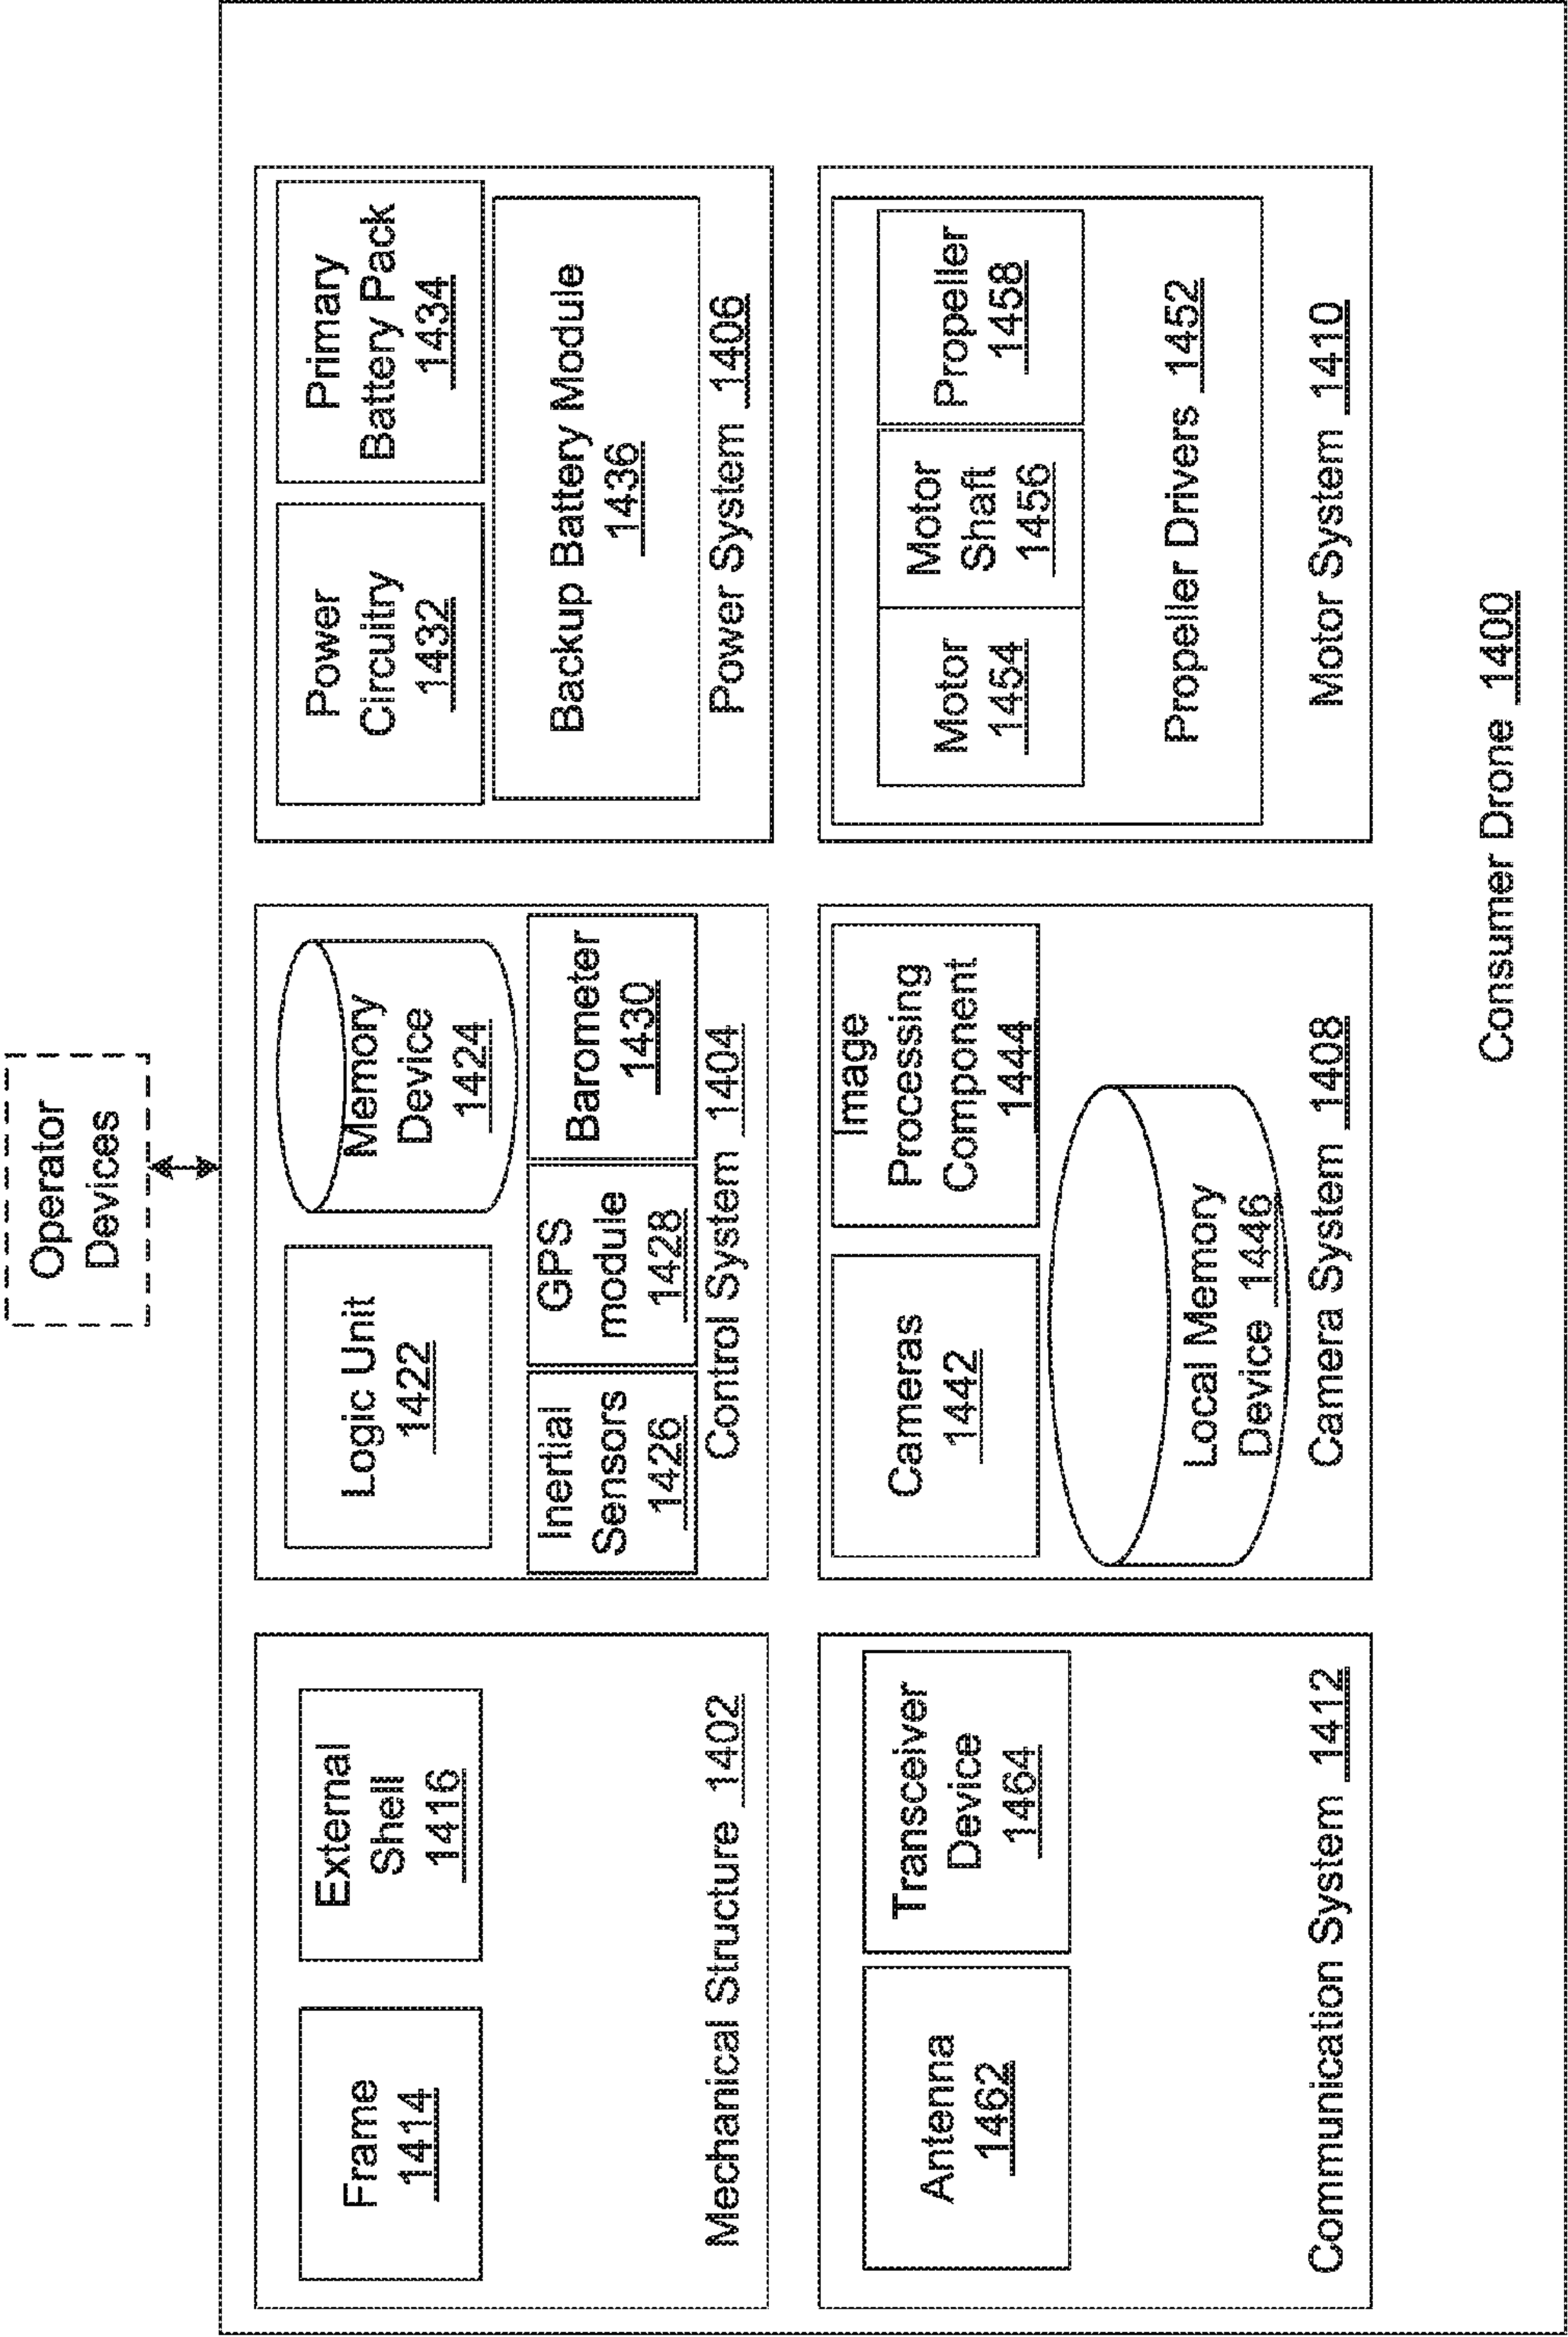 Operator
Devices
Frame
1414
External
Shell
1416
Mechanical Structure 1402
Logic Unit
1422
Memory
Device
1424
Inertial
Sensors
1426
GPS
module
1428
Barometer
1430
Control System 1404
Power
Circuitry
1432
Primary
Battery Pack
1434
Backup Battery Module
1436
Power System 1406
Antenna
1462
Transceiver
Device
1464
Communication System 1412
Cameras
1442
Image
Processing
Component
1444
Local Memory
Device 1446
Camera System 1408
Motor
1454
Motor
Shaft
1456
Propeller
1458
Propeller Drivers 1452
Motor System 1410
Consumer Drone 1400